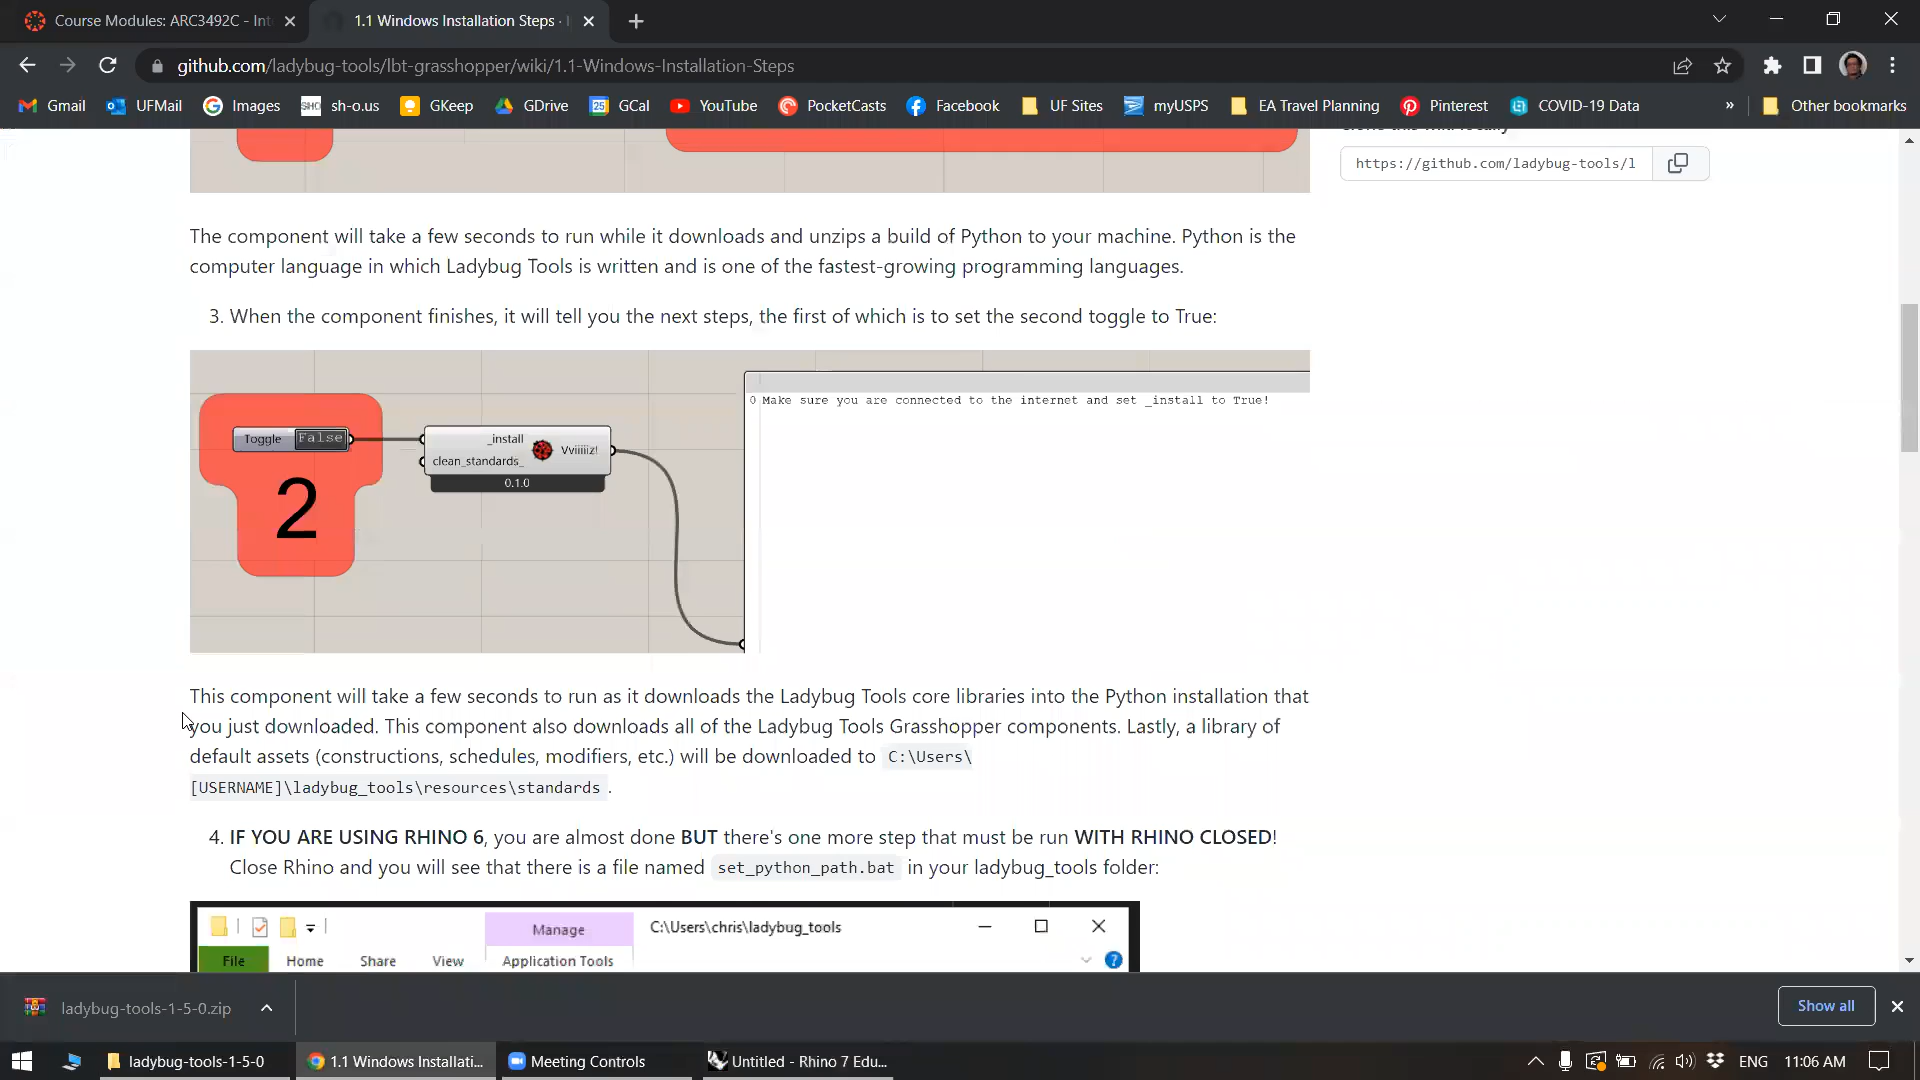 Course Modules: ARC3492C - Int
1.1 Windows Installation Steps ·
github.com/ladybug-tools/lbt-grasshopper/wiki/1.1-Windows-Installation-Steps
Gmail
UFMail
Images
sh-o.us
GKeep
GDrive
GCal
YouTube
PocketCasts
Facebook
UF Sites
myUSPS
EA Travel Planning
Pinterest
COVID-19 Data
»
Other bookmarks
https://github.com/ladybug-tools/l
The component will take a few seconds to run while it downloads and unzips a build of Python to your machine. Python is the
computer language in which Ladybug Tools is written and is one of the fastest-growing programming languages.
3. When the component finishes, it will tell you the next steps, the first of which is to set the second toggle to True:
0 Make sure you are connected to the internet and set _install to True!
Toggle False
_install
clean_standards_
Vviiiiz!
0.1.0
2
This component will take a few seconds to run as it downloads the Ladybug Tools core libraries into the Python installation that
you just downloaded. This component also downloads all of the Ladybug Tools Grasshopper components. Lastly, a library of
default assets (constructions, schedules, modifiers, etc.) will be downloaded to C:\Users\
[USERNAME]\ladybug_tools\resources\standards .
4. IF YOU ARE USING RHINO 6, you are almost done BUT there's one more step that must be run WITH RHINO CLOSED!
Close Rhino and you will see that there is a file named set_python_path.bat in your ladybug_tools folder:
Manage
C:\Users\chris\ladybug_tools
File
Home
Share
View
Application Tools
ladybug-tools-1-5-0.zip
Show all
ladybug-tools-1-5-0
1.1 Windows Installati...
Meeting Controls
Untitled - Rhino 7 Edu...
ENG
11:06 AM